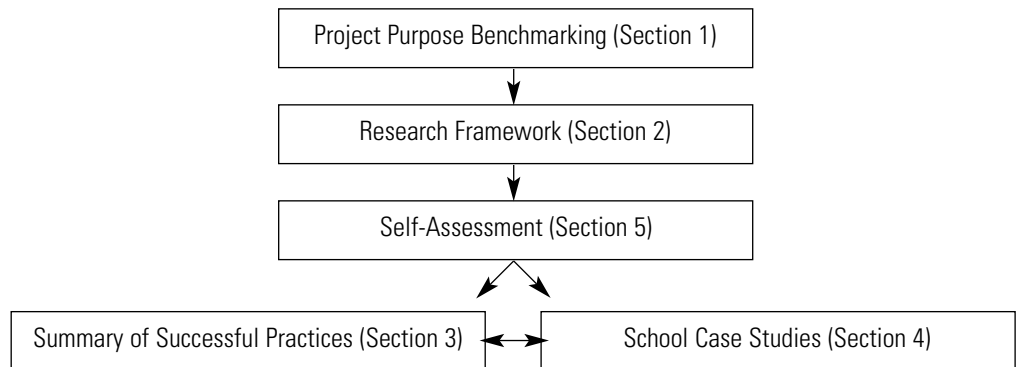 Project Purpose Benchmarking (Section 1)
Research Framework (Section 2)
Self-Assessment (Section 5)
Summary of Successful Practices (Section 3)
School Case Studies (Section 4)